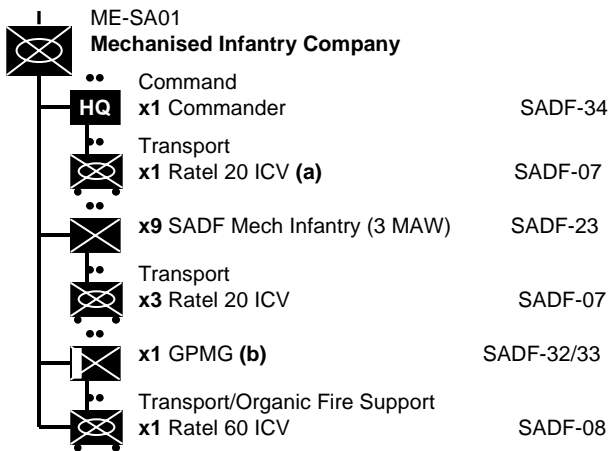 ME-SA01
Mechanised Infantry Company
Command
HQ x1 Commander SADF-34
Transport
x1 Ratel 20 ICV (a) SADF-07
x9 SADF Mech Infantry (3 MAW) SADF-23
Transport
x3 Ratel 20 ICV SADF-07
x1 GPMG (b) SADF-32/33
Transport/Organic Fire Support
x1 Ratel 60 ICV SADF-08